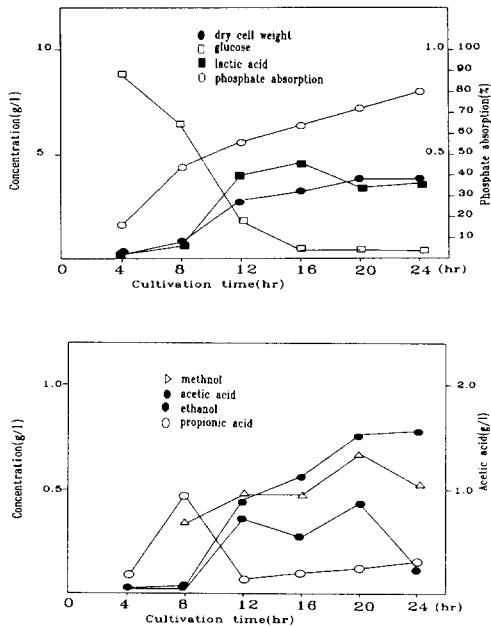 10
5
Concentration(g/l)
dry cell weight
glucose
lactic acid
phosphate absorption
1.0
0.5
100
90
80
70
60
50
40
30
20
10
Phosphate absorption(%)
0 4 8 12 16 20 24 (hr)
Cultivation time(hr)
1.0
0.5
Concentration(g/l)
methnol
acetic acid
ethanol
propionic acid
2.0
1.0
Acetic acid(g/l)
0
0 4 8 12 16 20 24 (hr)
Cultivation time(hr)